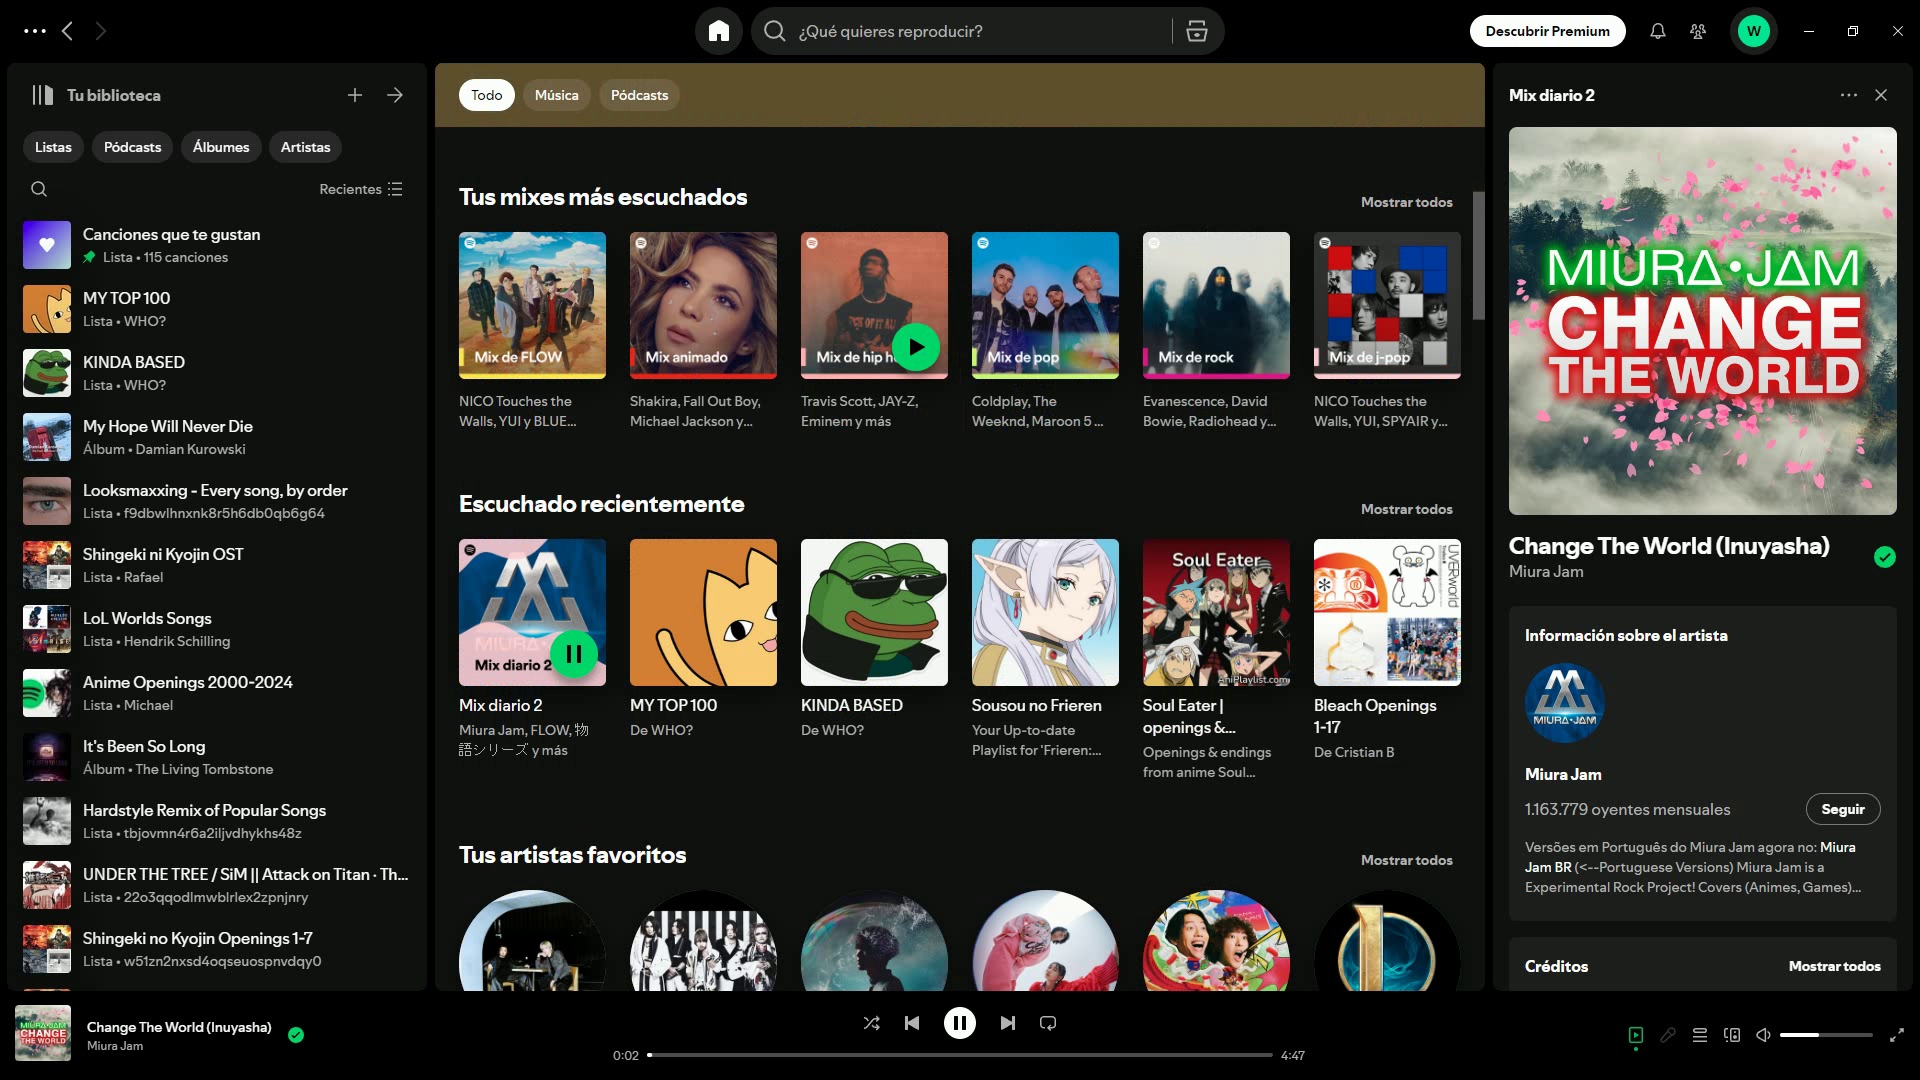 ¿Qué quieres reproducir?
Descubrir Premium
W
Tu biblioteca
Listas
Pódcasts
Álbumes
Artistas
Recientes
Canciones que te gustan
Lista • 115 canciones
MY TOP 100
Lista • WHO?
KINDA BASED
Lista • WHO?
My Hope Will Never Die
Álbum • Damian Kurowski
Looksmaxxing - Every song, by order
Lista • f9dbwlhnxnk8r5h6db0qb6g64
Shingeki ni Kyojin OST
Lista • Rafael
LoL Worlds Songs
Lista • Hendrik Schilling
Anime Openings 2000-2024
Lista • Michael
It's Been So Long
Álbum • The Living Tombstone
Hardstyle Remix of Popular Songs
Lista • tbjovmn4r6a2iljvdhykhs48z
UNDER THE TREE / SiM || Attack on Titan · Th...
Lista • 22o3qqodlmwblrlex2zpnjnry
Shingeki no Kyojin Openings 1-7
Lista • w51zn2nxsd4oqseuospnvdqy0
Todo
Música
Pódcasts
Tus mixes más escuchados
Mostrar todos
Mix de FLOW
NICO Touches the
Walls, YUI y BLUE...
Mix animado
Shakira, Fall Out Boy,
Michael Jackson y...
Mix de hip h
Travis Scott, JAY-Z,
Eminem y más
Mix de pop
Coldplay, The
Weeknd, Maroon 5 ...
Mix de rock
Evanescence, David
Bowie, Radiohead y...
Mix de j-pop
NICO Touches the
Walls, YUI, SPYAIR y...
Escuchado recientemente
Mostrar todos
MIURA
Mix diario 2
Mix diario 2
Miura Jam, FLOW, 物
語シリーズ y más
MY TOP 100
De WHO?
KINDA BASED
De WHO?
Sousou no Frieren
Your Up-to-date
Playlist for 'Frieren:...
Soul Eater
AniPlaylist.com
Soul Eater |
openings &...
Openings & endings
from anime Soul...
UVERworld
Bleach Openings
1-17
De Cristian B
Tus artistas favoritos
Mostrar todos
Mix diario 2
MIURA•JAM
CHANGE
THE WORLD
Change The World (Inuyasha)
Miura Jam
Información sobre el artista
MIURA•JAM
Miura Jam
1.163.779 oyentes mensuales
Seguir
Versões em Português do Miura Jam agora no: Miura
Jam BR (<--Portuguese Versions) Miura Jam is a
Experimental Rock Project! Covers (Animes, Games)...
Créditos
Mostrar todos
MIURA•JAM
CHANGE
THE WORLD
Change The World (Inuyasha)
Miura Jam
0:02
4:47